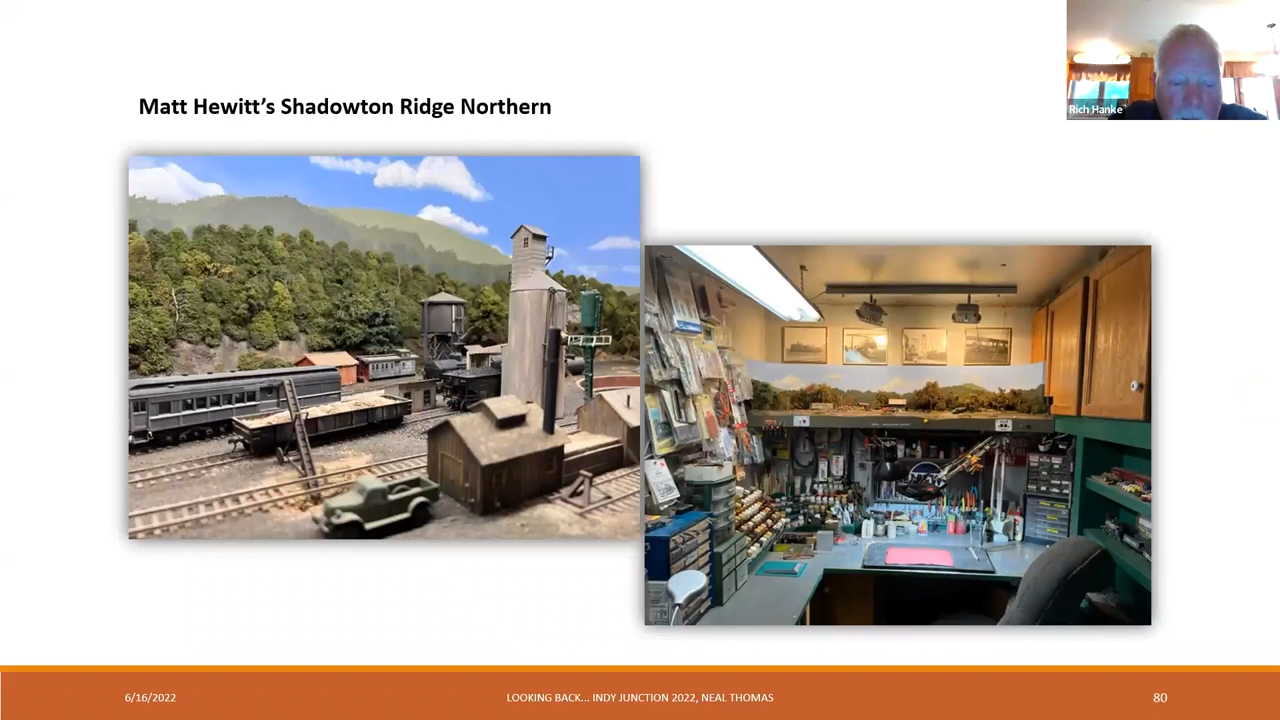 Matt Hewitt's Shadowton Ridge Northern
Rich Hanke
6/16/2022
LOOKING BACK... INDY JUNCTION 2022, NEAL THOMAS
80